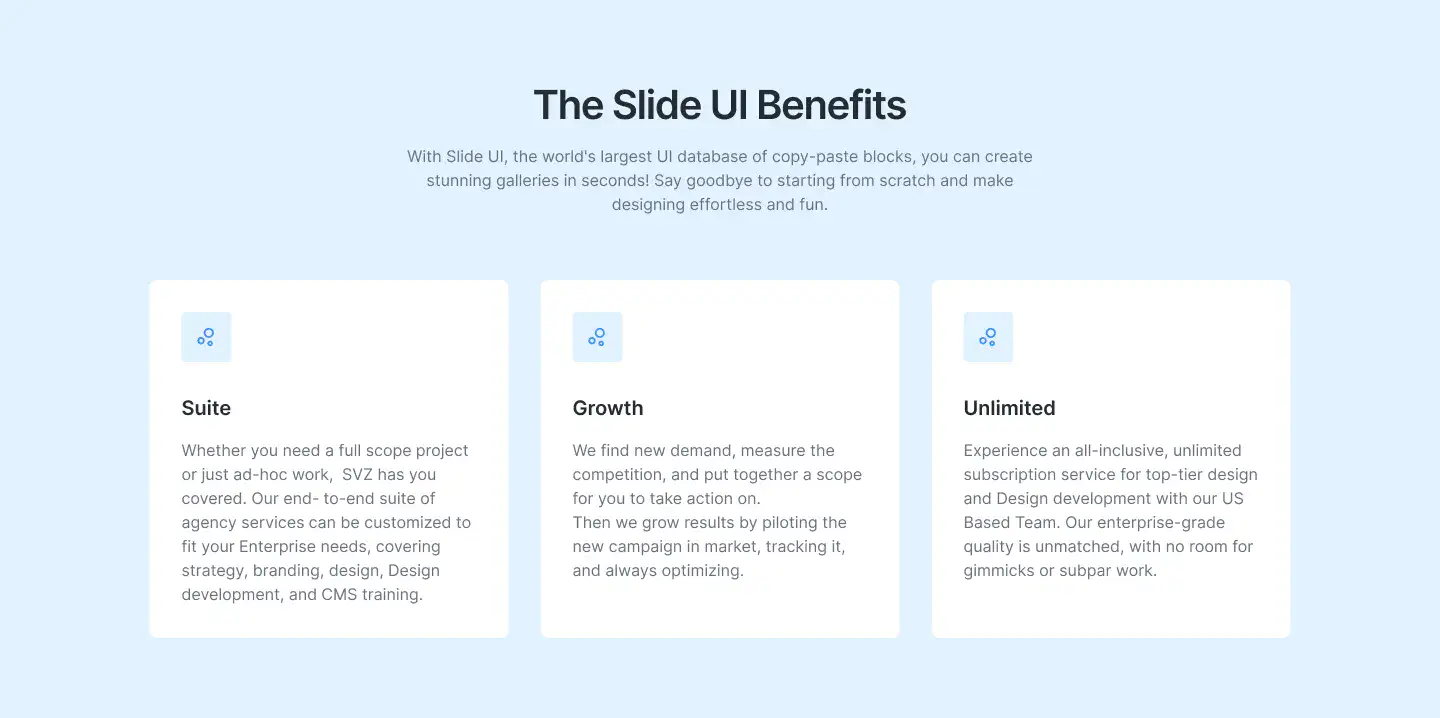 The Slide UI Benefits
With Slide UI, the world's largest UI database of copy-paste blocks, you can create
stunning galleries in seconds! Say goodbye to starting from scratch and make
designing effortless and fun.
Suite
Whether you need a full scope project
or just ad-hoc work,  SVZ has you
covered. Our end- to-end suite of
agency services can be customized to
fit your Enterprise needs, covering
strategy, branding, design, Design
development, and CMS training.
Growth
We find new demand, measure the
competition, and put together a scope
for you to take action on.
Then we grow results by piloting the
new campaign in market, tracking it,
and always optimizing.
Unlimited
Experience an all-inclusive, unlimited
subscription service for top-tier design
and Design development with our US
Based Team. Our enterprise-grade
quality is unmatched, with no room for
gimmicks or subpar work.